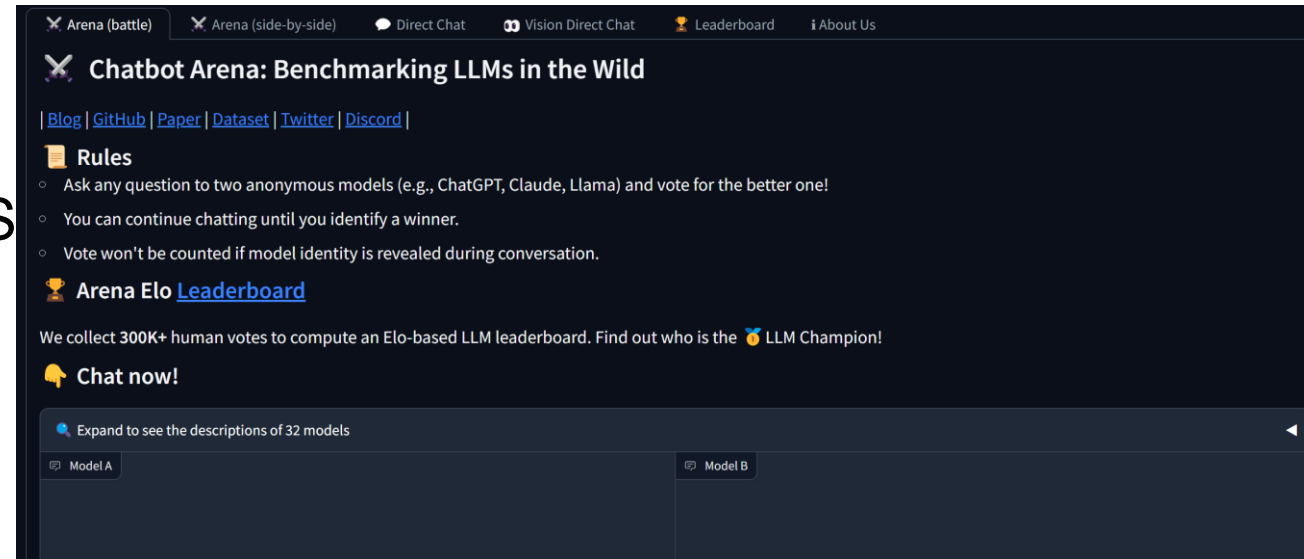 Arena (battle) Arena (side-by-side) Direct Chat Vision Direct Chat Leaderboard ℹ About Us
Chatbot Arena: Benchmarking LLMs in the Wild
| Blog | GitHub | Paper | Dataset | Twitter | Discord |
Rules
Ask any question to two anonymous models (e.g., ChatGPT, Claude, Llama) and vote for the better one!
You can continue chatting until you identify a winner.
Vote won't be counted if model identity is revealed during conversation.
Arena Elo Leaderboard
We collect 300K+ human votes to compute an Elo-based LLM leaderboard. Find out who is the 🥇 LLM Champion!
Chat now!
Expand to see the descriptions of 32 models
Model A Model B